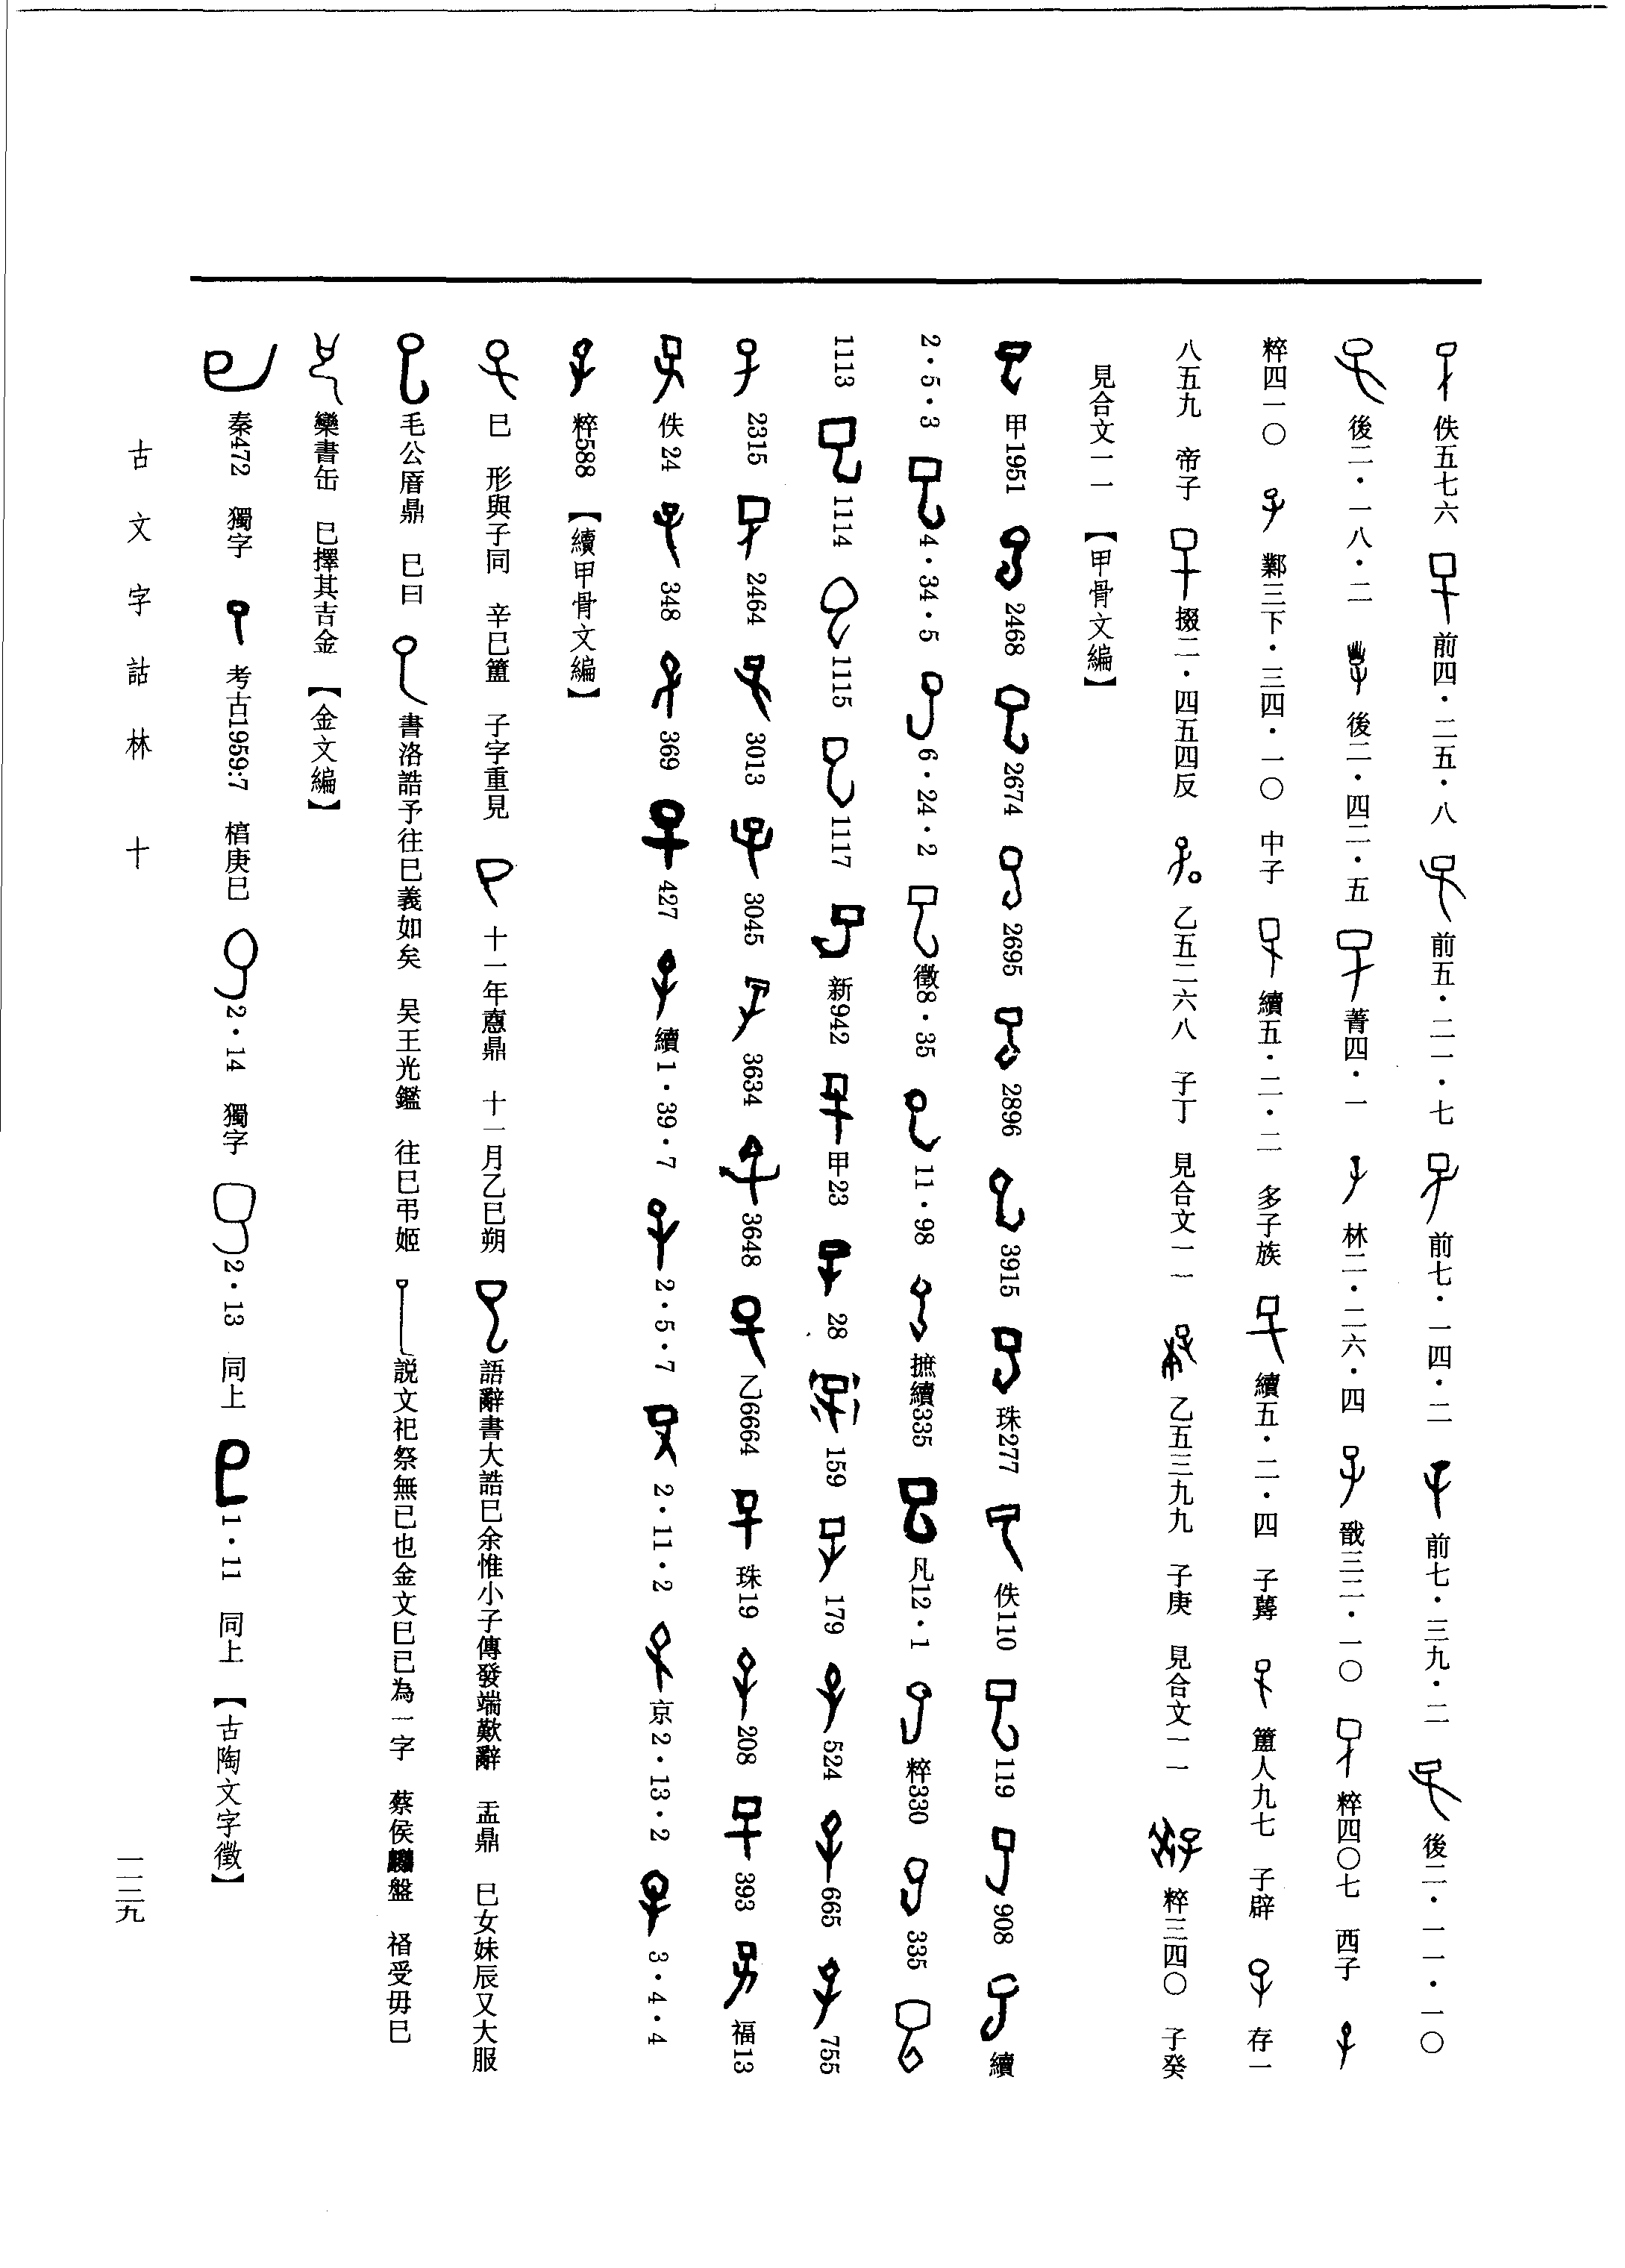 佚五七六 前四·二五·八 前五·二一·七 前七·一四·二 前七·三九·二 後二·一一·一〇
後二·一八·二 後二·四二·五 菁四·一 林二·二六·四 戩三二·一〇 粹四〇七 西子
粹四一〇 鄴三下·三四·一〇 中子 續五·二·二 多子族 續五·二·四 子𦸗 簠人九七 子辟 存一
八五九 帝子 掇二·四五四反 乙五二六八 子丁 見合文一一 乙五三九九 子庚 見合文一一 粹三四〇 子癸
見合文一一 【甲骨文編】
甲1951 2468 2674 2695 2896 3915 珠277 佚110 119 908 續
2·5·3 4·34·5 6·24·2 徵8·35 11·98 摭續335 凡12·1 粹330 335
1113 1114 1115 1117 新942 甲23 28 159 179 524 665 755
2315 2464 3013 3045 3634 3648 乙6664 珠19 208 393 福13
佚24 348 369 427 續1·39·7 2·5·7 2·11·2 京2·13·2 3·4·4
粹588 【續甲骨文編】
巳 形與子同 辛巳簋 子字重見 十一年鼎 十一月乙巳朔 語辭書大誥巳余惟小子傳發端歎辭 盂鼎 巳女妹辰又大服
毛公厝鼎 巳曰 書洛誥予往巳義如矣 吴王光鑑 往巳弔姬 説文祀祭無已也金文巳已為一字 蔡侯盤 祫受毋巳
欒書缶 巳擇其吉金 【金文編】
秦472 獨字 考古1959:7 棺庚巳 2·14 獨字 2·13 同上 1·11 同上 【古陶文字徵】
古文字詁林 十
一一三九